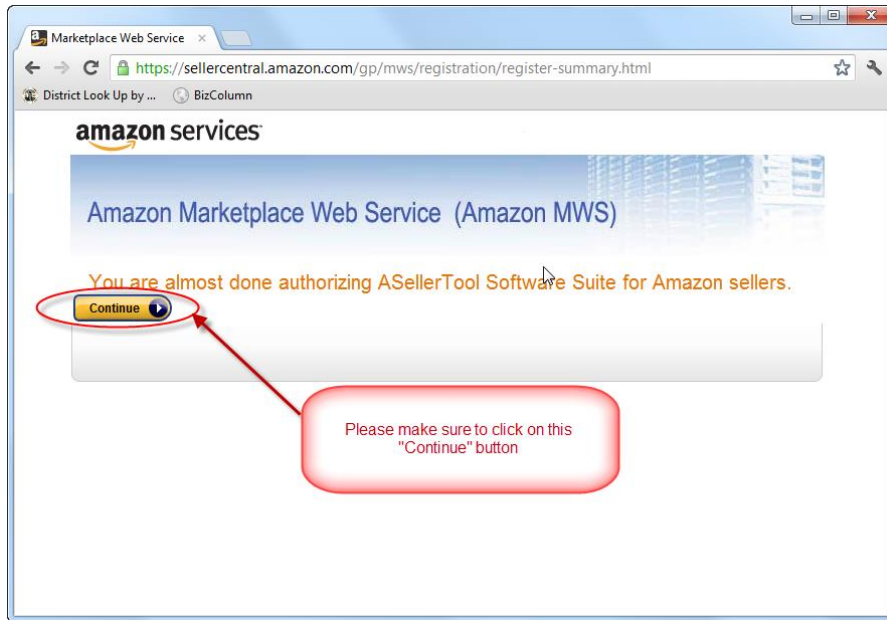 Marketplace Web Service
https://sellercentral.amazon.com/gp/mws/registration/register-summary.html
District Look Up by ... BizColumn
amazon services
Amazon Marketplace Web Service (Amazon MWS)
You are almost done authorizing ASellerTool Software Suite for Amazon sellers.
Continue
Please make sure to click on this
"Continue" button